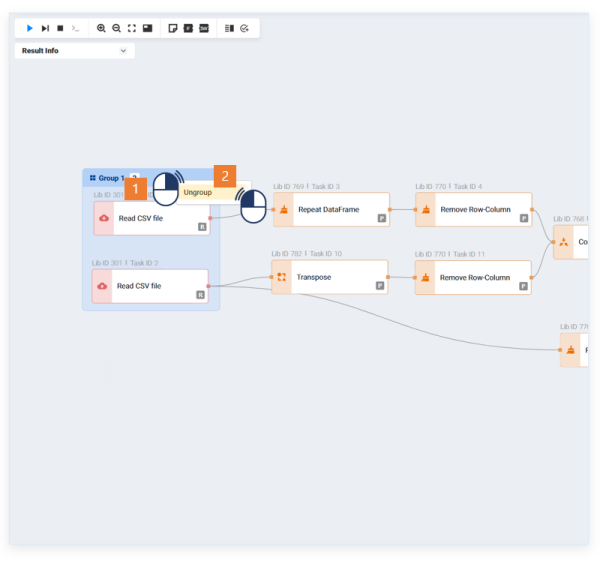 Result Info
Group 1
2
1
Ungroup
Lib ID 301
Read CSV file
R
Lib ID 301 Task ID 2
Read CSV file
R
Lib ID 769 Task ID 3
Repeat DataFrame
P
Lib ID 770 Task ID 4
Remove Row-Column
P
Lib ID 768
Co
Lib ID 782 Task ID 10
Transpose
P
Lib ID 770 Task ID 11
Remove Row-Column
P
Lib ID 77